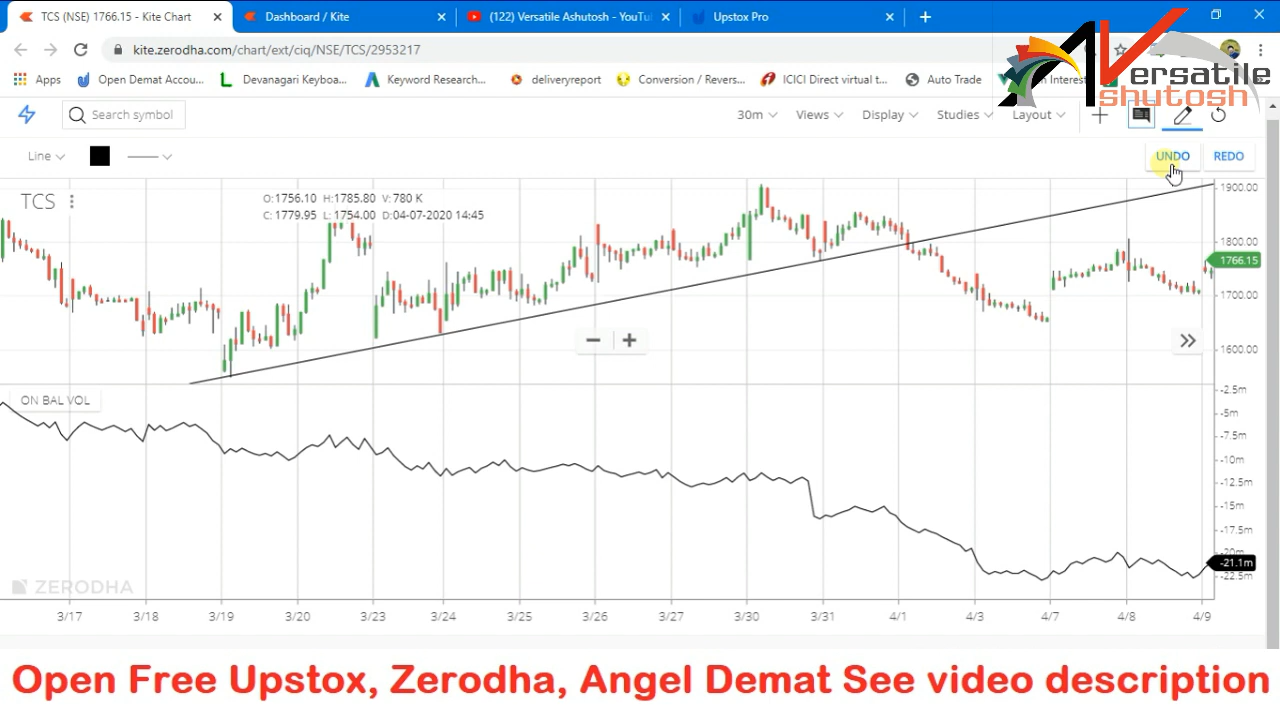 TCS (NSE) 1766.15 - Kite Chart
Dashboard / Kite
(122) Versatile Ashutosh - YouTu
Upstox Pro
kite.zerodha.com/chart/ext/ciq/NSE/TCS/2953217
Apps
Open Demat Accou...
Devanagari Keyboa...
Keyword Research...
deliveryreport
Conversion / Revers...
ICICI Direct virtual t...
Auto Trade
Versatile
Ashutosh
Search symbol
30m
Views
Display
Studies
Layout
Line
UNDO
REDO
TCS
O:1756.10 H:1785.80 V:780 K
C:1779.95 L:1754.00 D:04-07-2020 14:45
1900.00
1800.00
1766.15
1700.00
1600.00
ON BAL VOL
-2.5m
-5m
-7.5m
-10m
-12.5m
-15m
-17.5m
-20m
-21.1m
-22.5m
ZERODHA
3/17 3/18 3/19 3/20 3/23 3/24 3/25 3/26 3/27 3/30 3/31 4/1 4/3 4/7 4/8 4/9
Open Free Upstox, Zerodha, Angel Demat See video description